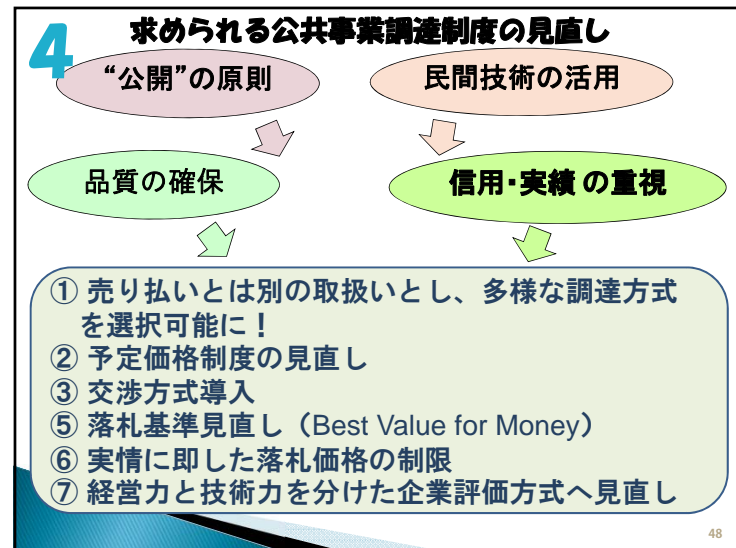 4
求められる公共事業調達制度の見直し
“公開”の原則
民間技術の活用
品質の確保
信用・実績 の重視
① 売り払いとは別の取扱いとし、多様な調達方式
を選択可能に！
② 予定価格制度の見直し
③ 交渉方式導入
⑤ 落札基準見直し（Best Value for Money）
⑥ 実情に即した落札価格の制限
⑦ 経営力と技術力を分けた企業評価方式へ見直し
48